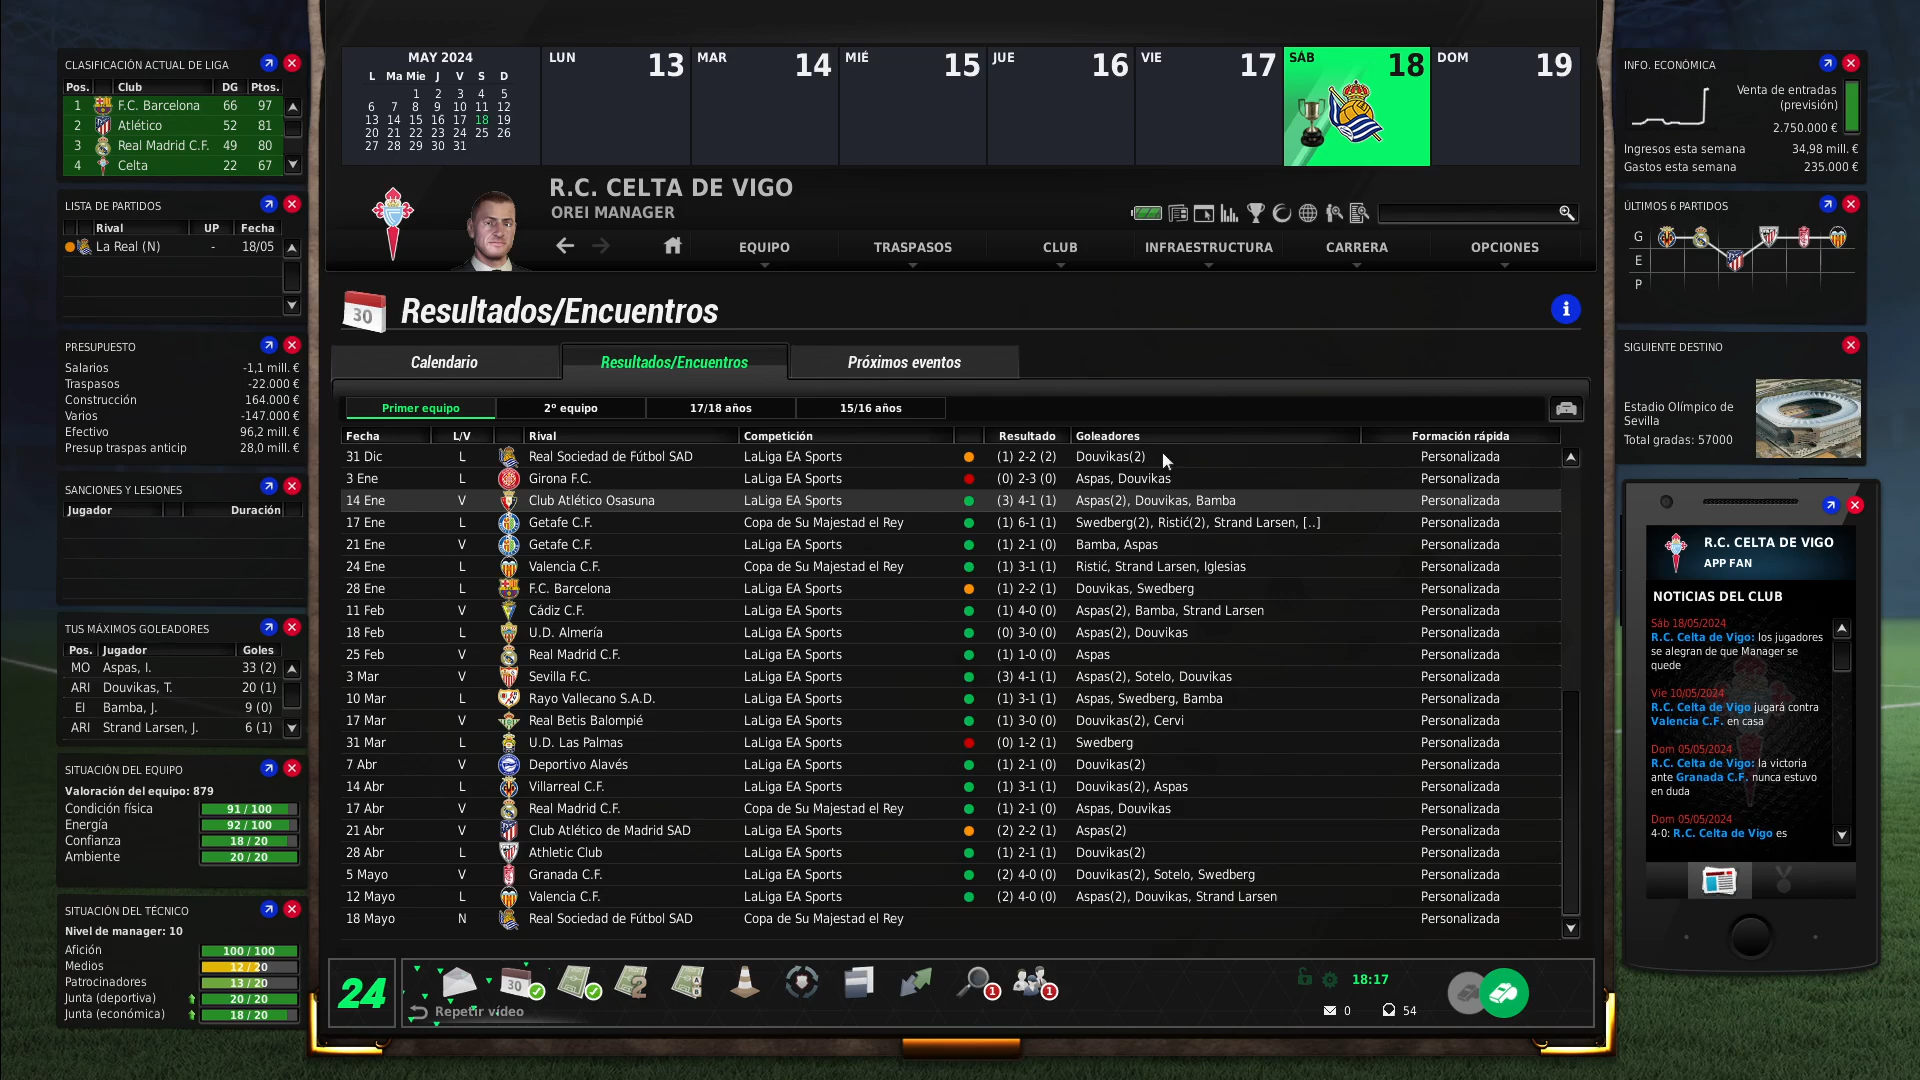 CLASIFICACIÓN ACTUAL DE LIGA
Pos. Club DG Ptos.
1 F.C. Barcelona 66 97
2 Atlético 52 81
3 Real Madrid C.F. 49 80
4 Celta 22 67
LISTA DE PARTIDOS
Rival UP Fecha
La Real (N) - 18/05
PRESUPUESTO
Salarios -1,1 mill. €
Traspasos -22.000 €
Construcción 164.000 €
Varios -147.000 €
Efectivo 96,2 mill. €
Presup traspas anticip 28,0 mill. €
SANCIONES Y LESIONES
Jugador Duración
TUS MÁXIMOS GOLEADORES
Pos. Jugador Goles
MO Aspas, I. 33 (2)
ARI Douvikas, T. 20 (1)
EI Bamba, J. 9 (0)
ARI Strand Larsen, J. 6 (1)
SITUACIÓN DEL EQUIPO
Valoración del equipo: 879
Condición física 91 / 100
Energía 92 / 100
Confianza 18 / 20
Ambiente 20 / 20
SITUACIÓN DEL TÉCNICO
Nivel de manager: 10
Afición 100 / 100
Medios 12 / 20
Patrocinadores 13 / 20
Junta (deportiva) 20 / 20
Junta (económica) 18 / 20
MAY 2024
L Ma Mie J V S D
1 2 3 4 5
6 7 8 9 10 11 12
13 14 15 16 17 18 19
20 21 22 23 24 25 26
27 28 29 30 31
LUN 13
MAR 14
MIÉ 15
JUE 16
VIE 17
SÁB 18
DOM 19
R.C. CELTA DE VIGO
OREI MANAGER
EQUIPO TRASPASOS CLUB INFRAESTRUCTURA CARRERA OPCIONES
30 Resultados/Encuentros
Calendario Resultados/Encuentros Próximos eventos
Primer equipo 2º equipo 17/18 años 15/16 años
Fecha L/V Rival Competición Resultado Goleadores Formación rápida
31 Dic L Real Sociedad de Fútbol SAD LaLiga EA Sports (1) 2-2 (2) Douvikas(2) Personalizada
3 Ene L Girona F.C. LaLiga EA Sports (0) 2-3 (0) Aspas, Douvikas Personalizada
14 Ene V Club Atlético Osasuna LaLiga EA Sports (3) 4-1 (1) Aspas(2), Douvikas, Bamba Personalizada
17 Ene L Getafe C.F. Copa de Su Majestad el Rey (1) 6-1 (1) Swedberg(2), Ristić(2), Strand Larsen, [..] Personalizada
21 Ene V Getafe C.F. LaLiga EA Sports (1) 2-1 (0) Bamba, Aspas Personalizada
24 Ene L Valencia C.F. Copa de Su Majestad el Rey (1) 3-1 (1) Ristić, Strand Larsen, Iglesias Personalizada
28 Ene L F.C. Barcelona LaLiga EA Sports (1) 2-2 (1) Douvikas, Swedberg Personalizada
11 Feb V Cádiz C.F. LaLiga EA Sports (1) 4-0 (0) Aspas(2), Bamba, Strand Larsen Personalizada
18 Feb L U.D. Almería LaLiga EA Sports (0) 3-0 (0) Aspas(2), Douvikas Personalizada
25 Feb V Real Madrid C.F. LaLiga EA Sports (1) 1-0 (0) Aspas Personalizada
3 Mar V Sevilla F.C. LaLiga EA Sports (3) 4-1 (1) Aspas(2), Sotelo, Douvikas Personalizada
10 Mar L Rayo Vallecano S.A.D. LaLiga EA Sports (1) 3-1 (1) Aspas, Swedberg, Bamba Personalizada
17 Mar V Real Betis Balompié LaLiga EA Sports (1) 3-0 (0) Douvikas(2), Cervi Personalizada
31 Mar L U.D. Las Palmas LaLiga EA Sports (0) 1-2 (1) Swedberg Personalizada
7 Abr V Deportivo Alavés LaLiga EA Sports (1) 2-1 (0) Douvikas(2) Personalizada
14 Abr L Villarreal C.F. LaLiga EA Sports (1) 3-1 (1) Douvikas(2), Aspas Personalizada
17 Abr V Real Madrid C.F. Copa de Su Majestad el Rey (1) 2-1 (0) Aspas, Douvikas Personalizada
21 Abr V Club Atlético de Madrid SAD LaLiga EA Sports (2) 2-2 (1) Aspas(2) Personalizada
28 Abr L Athletic Club LaLiga EA Sports (1) 2-1 (1) Douvikas(2) Personalizada
5 Mayo V Granada C.F. LaLiga EA Sports (2) 4-0 (0) Douvikas(2), Sotelo, Swedberg Personalizada
12 Mayo L Valencia C.F. LaLiga EA Sports (2) 4-0 (0) Aspas(2), Douvikas, Strand Larsen Personalizada
18 Mayo N Real Sociedad de Fútbol SAD Copa de Su Majestad el Rey Personalizada
24 30 2 1 1 18:17
Repetir vídeo 0 54
INFO. ECONÓMICA
Venta de entradas
(previsión)
2.750.000 €
Ingresos esta semana 34,98 mill. €
Gastos esta semana 235.000 €
ÚLTIMOS 6 PARTIDOS
G
E
P
SIGUIENTE DESTINO
Estadio Olímpico de
Sevilla
Total gradas: 57000
R.C. CELTA DE VIGO
APP FAN
NOTICIAS DEL CLUB
Sáb 18/05/2024
R.C. Celta de Vigo: los jugadores
se alegran de que Manager se
quede
Vie 10/05/2024
R.C. Celta de Vigo jugará contra
Valencia C.F. en casa
Dom 05/05/2024
R.C. Celta de Vigo: la victoria
ante Granada C.F. nunca estuvo
en duda
Dom 05/05/2024
4-0: R.C. Celta de Vigo es